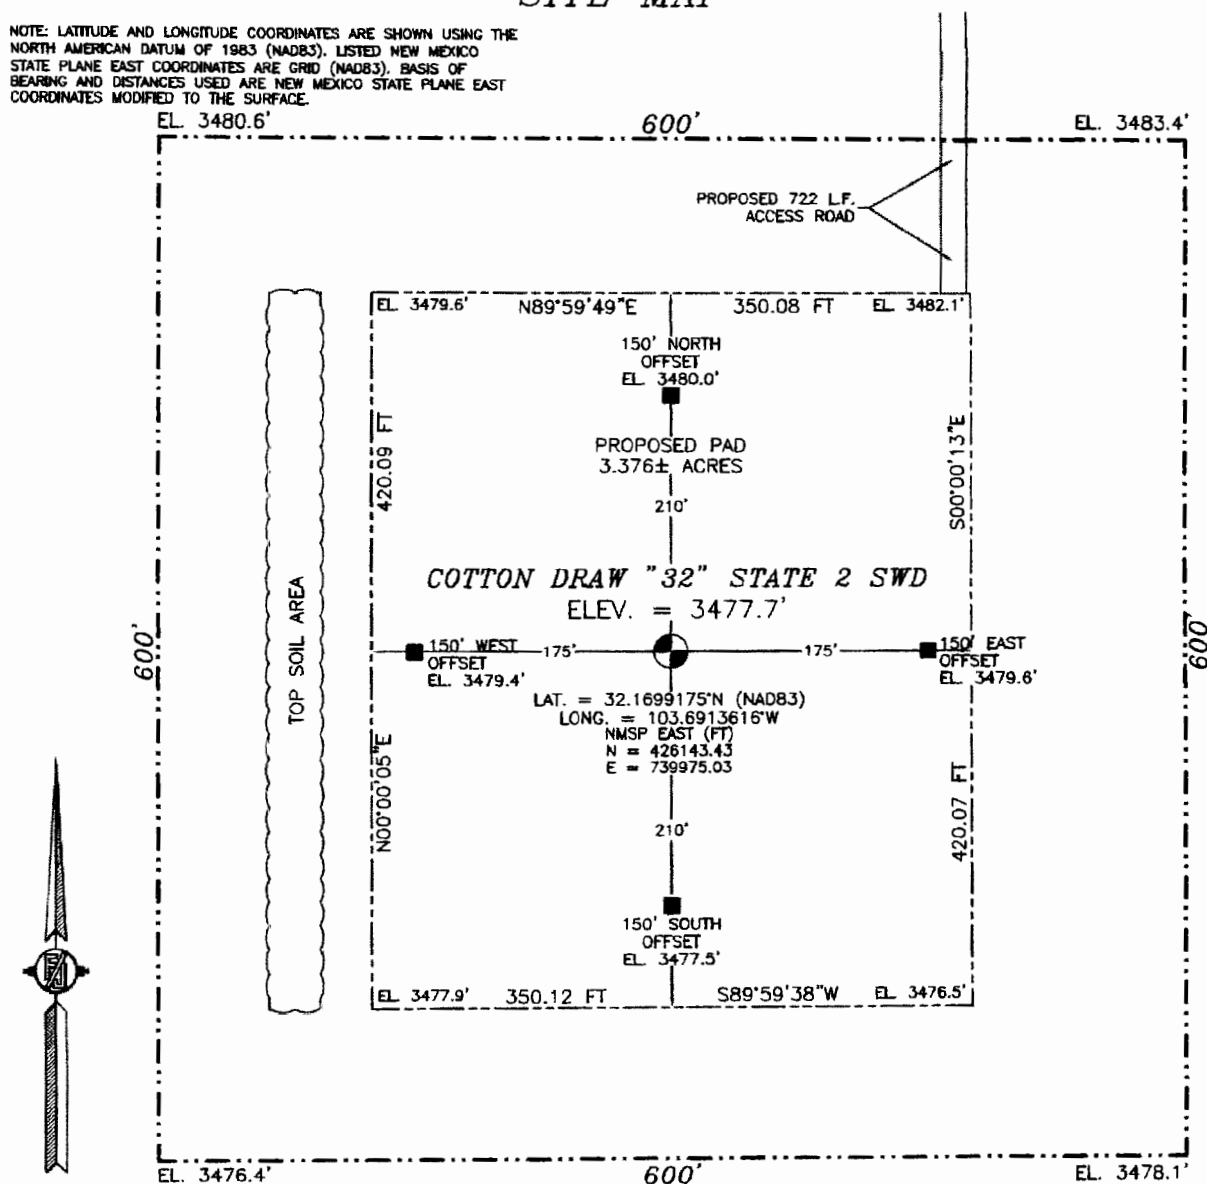 SITE MAP
NOTE: LATITUDE AND LONGITUDE COORDINATES ARE SHOWN USING THE
NORTH AMERICAN DATUM OF 1983 (NAD83). LISTED NEW MEXICO
STATE PLANE EAST COORDINATES ARE GRID (NAD83). BASIS OF
BEARING AND DISTANCES USED ARE NEW MEXICO STATE PLANE EAST
COORDINATES MODIFIED TO THE SURFACE.
EL. 3480.6'
600'
EL. 3483.4'
PROPOSED 722 L.F.
ACCESS ROAD
EL. 3479.6'
N89°59'49"E
350.08 FT
EL. 3482.1'
150' NORTH
OFFSET
EL. 3480.0'
420.09 FT
S00°00'13"E
PROPOSED PAD
3.376± ACRES
210'
COTTON DRAW "32" STATE 2 SWD
ELEV. = 3477.7'
TOP SOIL AREA
600'
600'
150' WEST
OFFSET
EL. 3479.4'
175'
175'
150' EAST
OFFSET
EL. 3479.6'
LAT. = 32.1699175°N (NAD83)
LONG. = 103.6913616°W
NMSP EAST (FT)
N = 426143.43
E = 739975.03
N00°00'05"E
420.07 FT
210'
150' SOUTH
OFFSET
EL. 3477.5'
EL. 3477.9'
350.12 FT
S89°59'38"W
EL. 3476.5'
EL. 3476.4'
600'
EL. 3478.1'